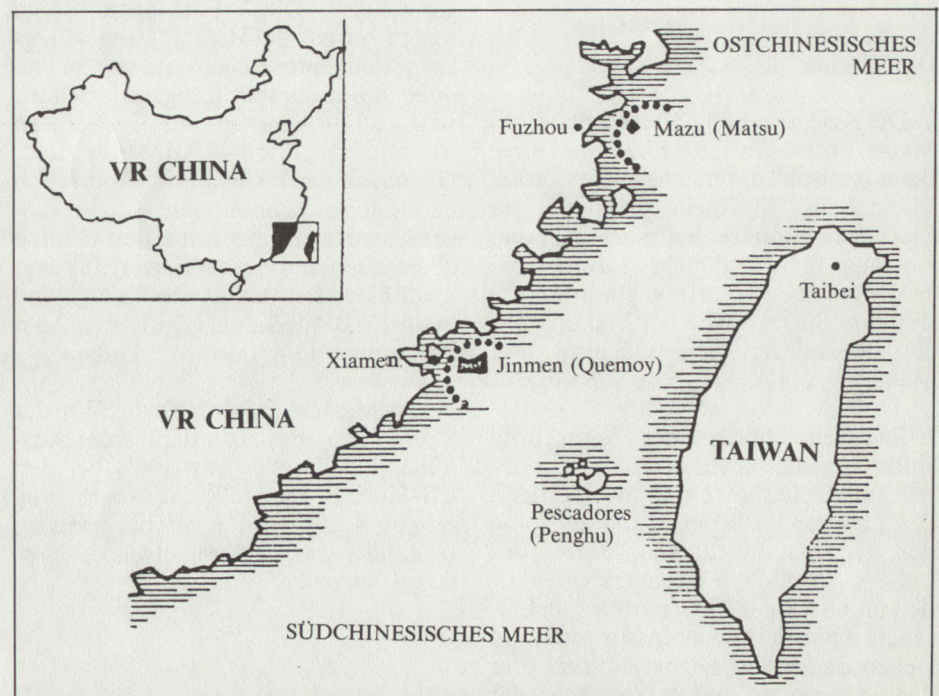 OSTCHINESISCHES
MEER
Fuzhou
Mazu (Matsu)
VR CHINA
Taibei
Xiamen
Jinmen (Quemoy)
VR CHINA
TAIWAN
Pescadores
(Penghu)
SÜDCHINESISCHES MEER